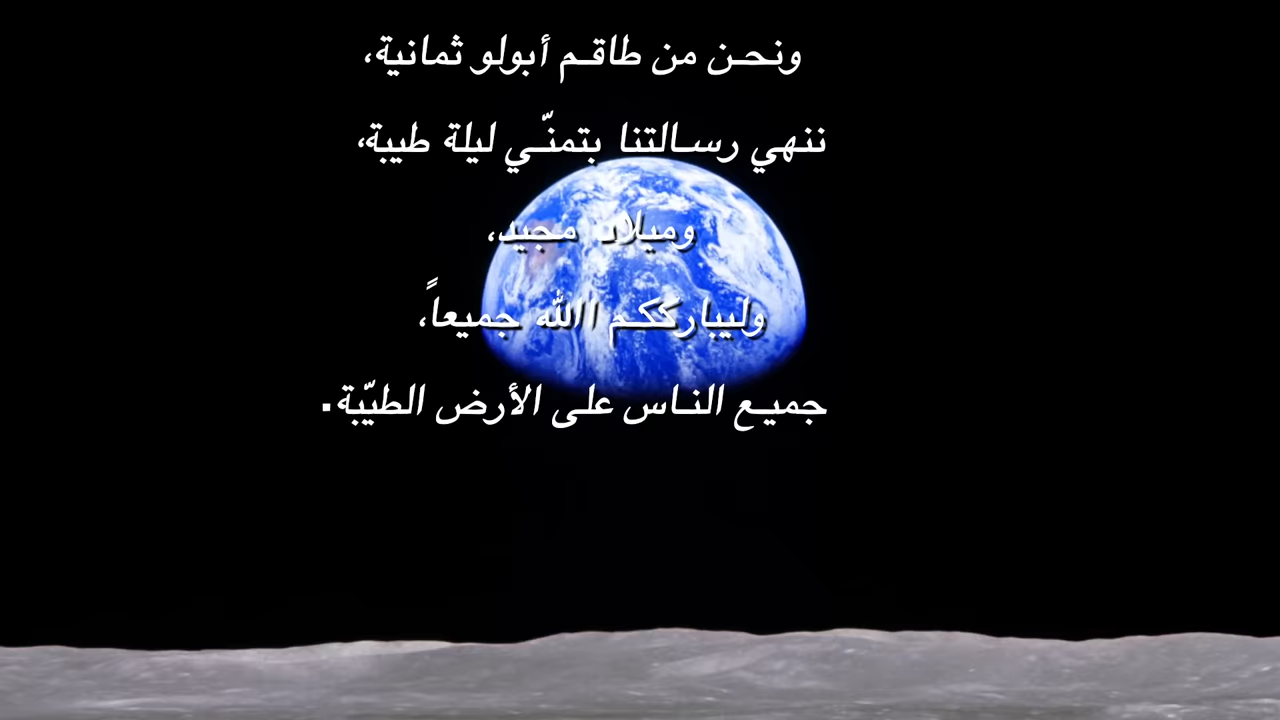 ونحن من طاقم أبولو ثمانية،
ننهي رسالتنا بتمنّي ليلة طيبة،
وميلاد مجيد،
وليبارككم االله جميعاً،
جميع الناس على الأرض الطيّبة.